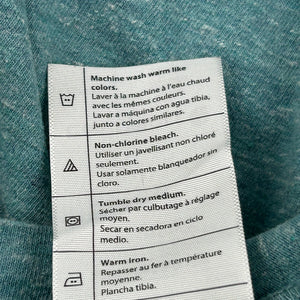 Machine wash warm like
colors.
Laver à la machine à l'eau chaud
avec les mêmes couleurs.
Lavar a máquina con agua tibia,
junto a colores similares.
Non-chlorine bleach.
Utiliser un javellisant non chloré
seulement.
Usar solamente blanqueador sin
cloro.
Tumble dry medium.
Sécher par culbutage à réglage
moyen.
Secar en secadora en ciclo
medio.
Warm iron.
Repasser au fer à température
moyenne.
Plancha tibia.